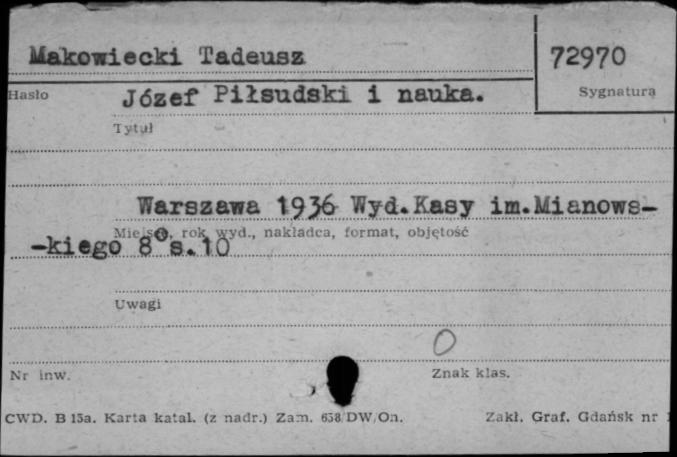 Makowiecki Tadeusz
72970
Hasło
Sygnatura
Józef Piłsudski i nauka.
Tytuł
Warszawa 1936 Wyd.Kasy im.Mianows-
Miejsce, rok wyd., nakładca, format, objętość
-kiego 8° s.10
Uwagi
O
Nr inw.
Znak klas.
CWD. B 15a. Karta katal. (z nadr.) Zam. 638/DW/On.
Zakł. Graf. Gdańsk nr